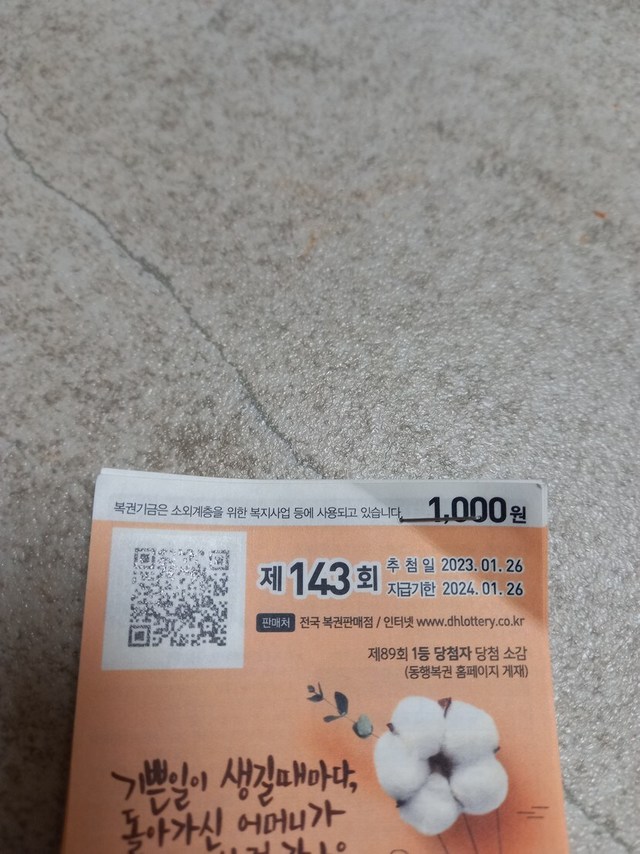 복권기금은 소외계층을 위한 복지사업 등에 사용되고 있습니다. 1,000원
제143회
추 첨 일 2023. 01. 26
지급기한 2024. 01. 26
판매처 전국 복권판매점 / 인터넷 www.dhlottery.co.kr
제89회 1등 당첨자 당첨 소감
(동행복권 홈페이지 게재)
기쁜일이 생길때마다,
돌아가신 어머니가